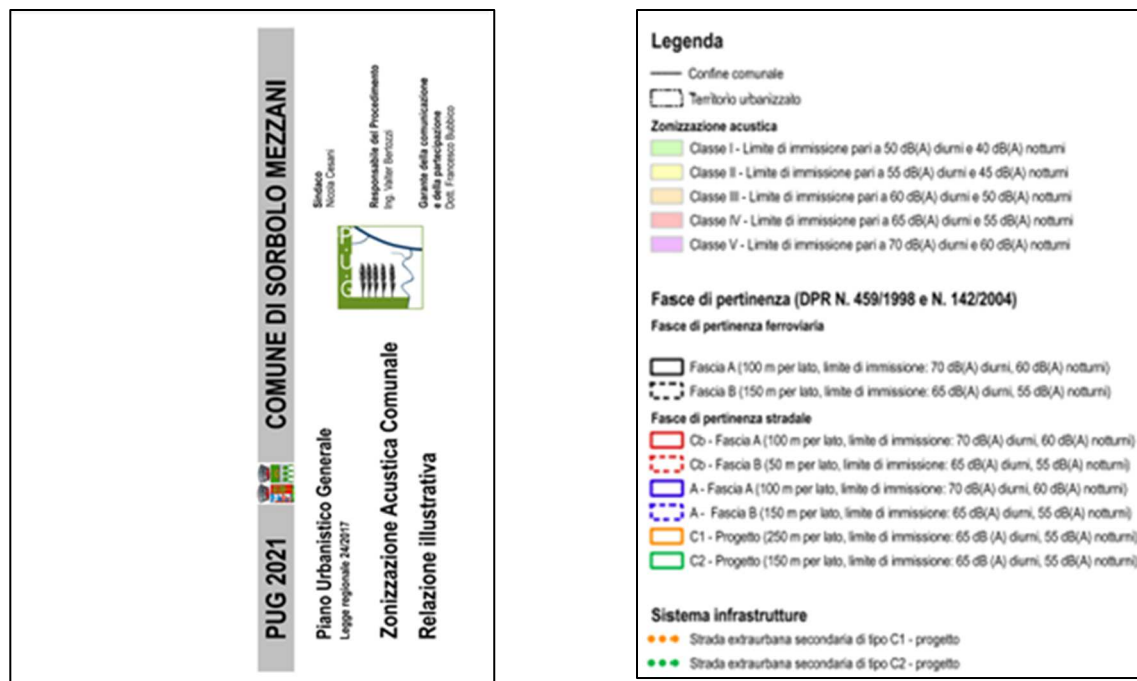 PUG 2021 COMUNE DI SORBOLO MEZZANI
Piano Urbanistico Generale
Legge regionale 24/2017
Zonizzazione Acustica Comunale
Relazione illustrativa
P.U.G
Sindaco
Nicola Cesari
Responsabile del Procedimento
Ing. Valter Bertozzi
Garante della comunicazione
e della partecipazione
Dott. Francesco Bubbico
Legenda
Confine comunale
Territorio urbanizzato
Zonizzazione acustica
Classe I - Limite di immissione pari a 50 dB(A) diurni e 40 dB(A) notturni
Classe II - Limite di immissione pari a 55 dB(A) diurni e 45 dB(A) notturni
Classe III - Limite di immissione pari a 60 dB(A) diurni e 50 dB(A) notturni
Classe IV - Limite di immissione pari a 65 dB(A) diurni e 55 dB(A) notturni
Classe V - Limite di immissione pari a 70 dB(A) diurni e 60 dB(A) notturni
Fasce di pertinenza (DPR N. 459/1998 e N. 142/2004)
Fasce di pertinenza ferroviaria
Fascia A (100 m per lato, limite di immissione: 70 dB(A) diurni, 60 dB(A) notturni)
Fascia B (150 m per lato, limite di immissione: 65 dB(A) diurni, 55 dB(A) notturni)
Fasce di pertinenza stradale
Cb - Fascia A (100 m per lato, limite di immissione: 70 dB(A) diurni, 60 dB(A) notturni)
Cb - Fascia B (50 m per lato, limite di immissione: 65 dB(A) diurni, 55 dB(A) notturni)
A - Fascia A (100 m per lato, limite di immissione: 70 dB(A) diurni, 60 dB(A) notturni)
A - Fascia B (150 m per lato, limite di immissione: 65 dB(A) diurni, 55 dB(A) notturni)
C1 - Progetto (250 m per lato, limite di immissione: 65 dB (A) diurni, 55 dB(A) notturni)
C2 - Progetto (150 m per lato, limite di immissione: 65 dB (A) diurni, 55 dB(A) notturni)
Sistema infrastrutture
Strada extraurbana secondaria di tipo C1 - progetto
Strada extraurbana secondaria di tipo C2 - progetto